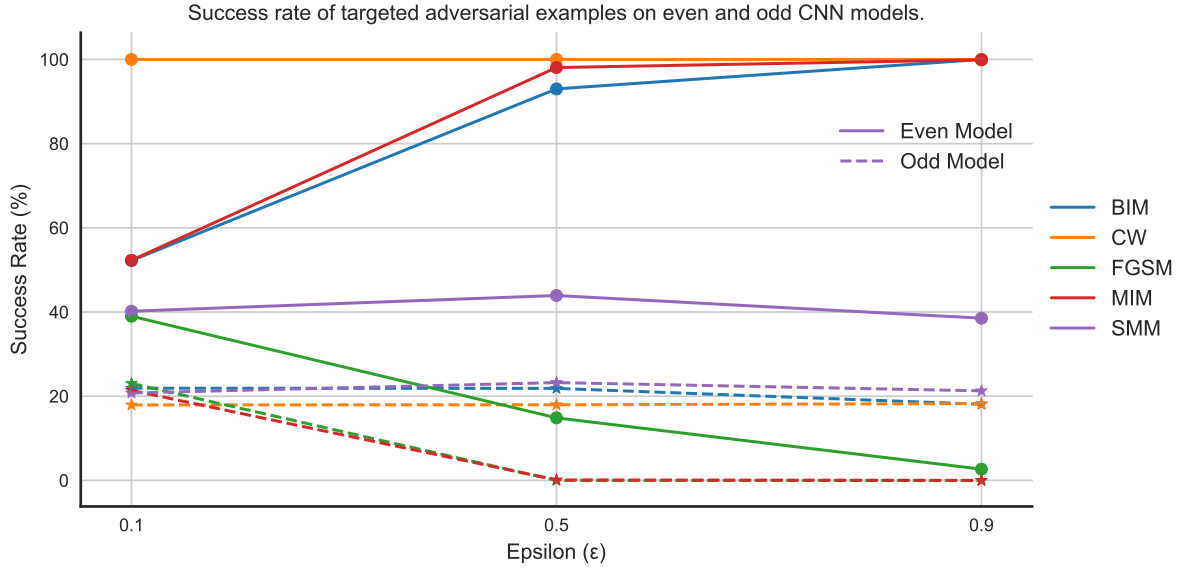 Success rate of targeted adversarial examples on even and odd CNN models.
100
80
60
40
20
0
Success Rate (%)
0.1
0.5
0.9
Epsilon (ε)
Even Model
Odd Model
BIM
CW
FGSM
MIM
SMM